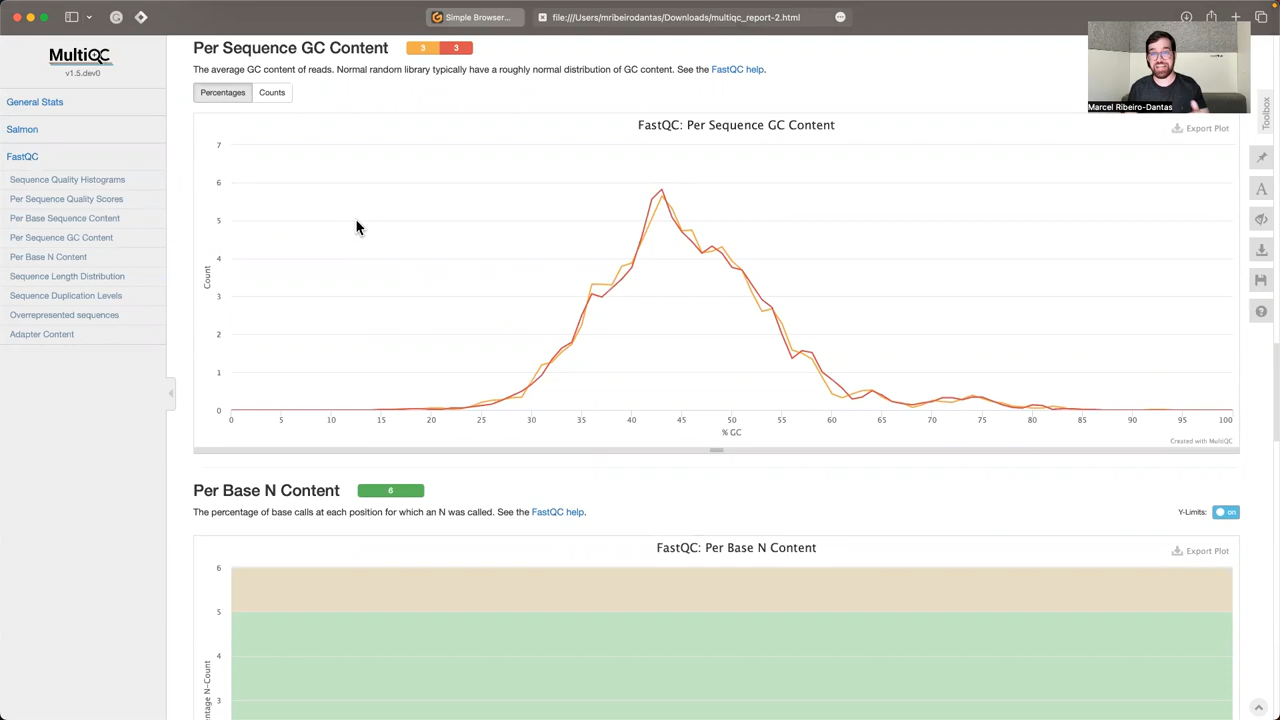 Simple Browser...
file:///Users/mribeirodantas/Downloads/multiqc_report-2.html
MultiQC
v1.5.dev0
General Stats
Salmon
FastQC
Sequence Quality Histograms
Per Sequence Quality Scores
Per Base Sequence Content
Per Sequence GC Content
Per Base N Content
Sequence Length Distribution
Sequence Duplication Levels
Overrepresented sequences
Adapter Content
Per Sequence GC Content 3 3
The average GC content of reads. Normal random library typically have a roughly normal distribution of GC content. See the FastQC help.
Percentages Counts
Marcel Ribeiro-Dantas
Toolbox
A
FastQC: Per Sequence GC Content
Export Plot
7
6
5
4
3
2
1
0
Count
0 5 10 15 20 25 30 35 40 45 50 55 60 65 70 75 80 85 90 95 100
% GC
Created with MultiQC
Per Base N Content 6
The percentage of base calls at each position for which an N was called. See the FastQC help.
Y-Limits: on
FastQC: Per Base N Content
Export Plot
6
5
4
3
N-Count